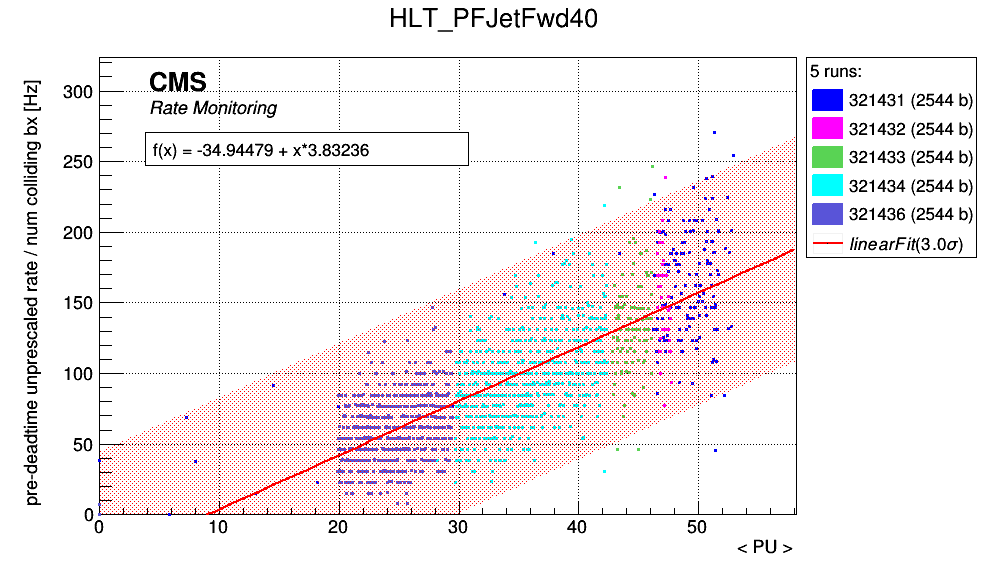 HLT_PFJetFwd40
pre-deadtime unprescaled rate / num colliding bx [Hz]
CMS
Rate Monitoring
f(x) = -34.94479 + x*3.83236
300
250
200
150
100
50
0
0
10
20
30
40
50
< PU >
5 runs:
321431 (2544 b)
321432 (2544 b)
321433 (2544 b)
321434 (2544 b)
321436 (2544 b)
linearFit(3.0σ)